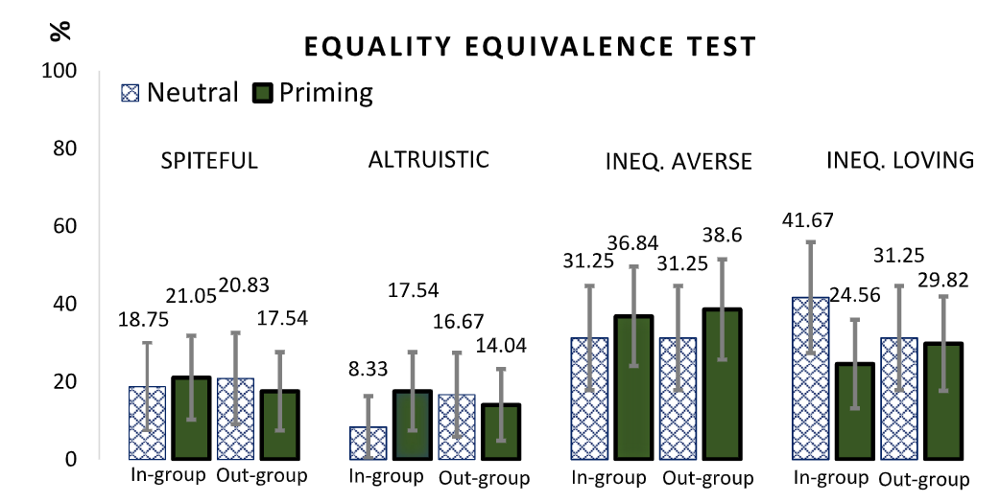 %
EQUALITY EQUIVALENCE TEST
100
Neutral Priming
80
SPITEFUL ALTRUISTIC INEQ. AVERSE INEQ. LOVING
60
40
20
0
18.75 21.05 20.83 17.54
8.33 17.54 16.67 14.04
31.25 36.84 31.25 38.6
41.67 24.56 31.25 29.82
In-group Out-group In-group Out-group In-group Out-group In-group Out-group